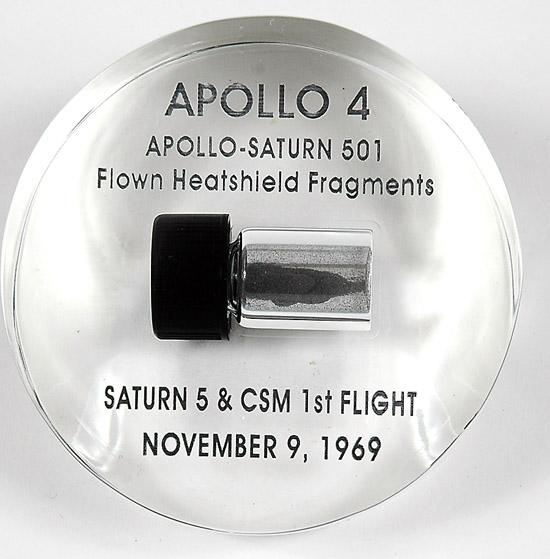 APOLLO 4
APOLLO-SATURN 501
Flown Heatshield Fragments
SATURN 5 & CSM 1st FLIGHT
NOVEMBER 9, 1969